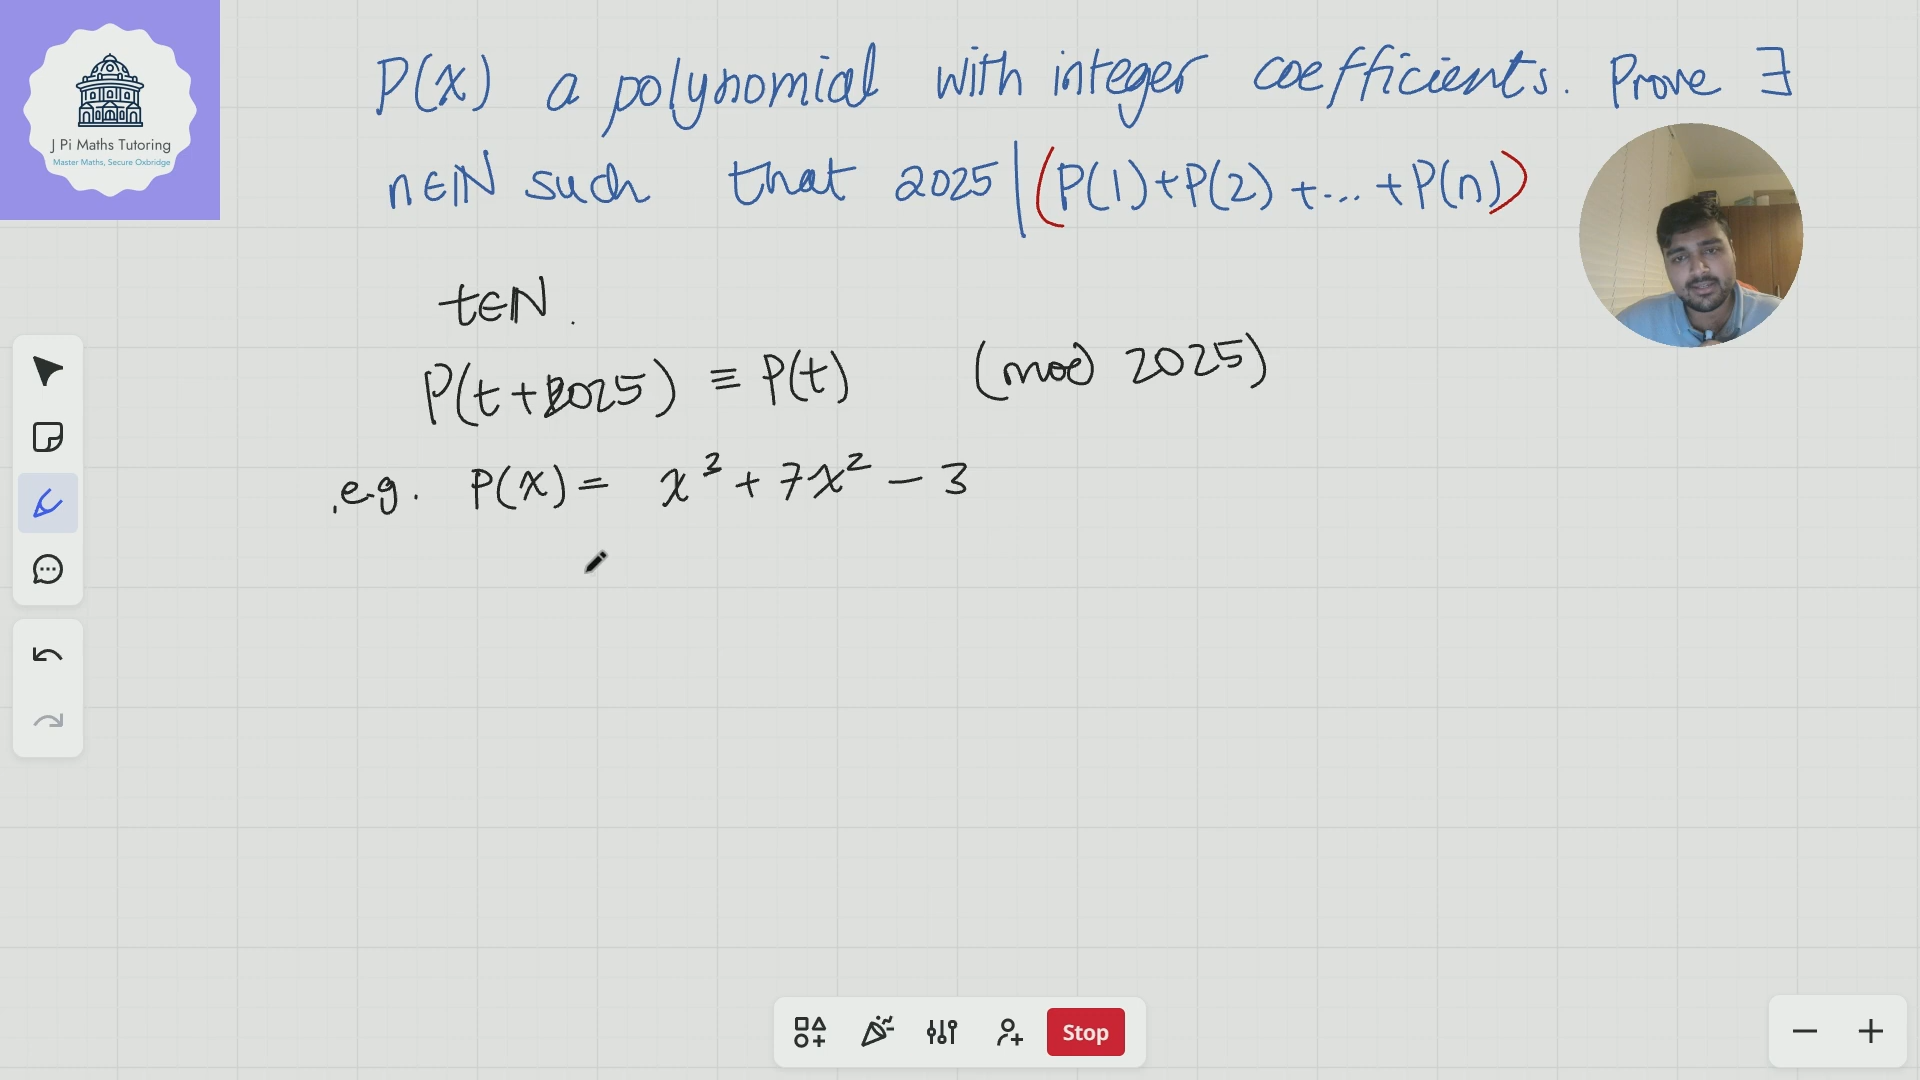 J Pi Maths Tutoring
Master Maths, Secure Oxbridge
P(x) a polynomial with integer coefficients. Prove ∃
n∈ℕ such that 2025 | (P(1)+P(2)+...+P(n))
t∈ℕ.
P(t+2025) ≡ P(t) (mod 2025)
e.g. P(x) = x³ + 7x² − 3
Stop